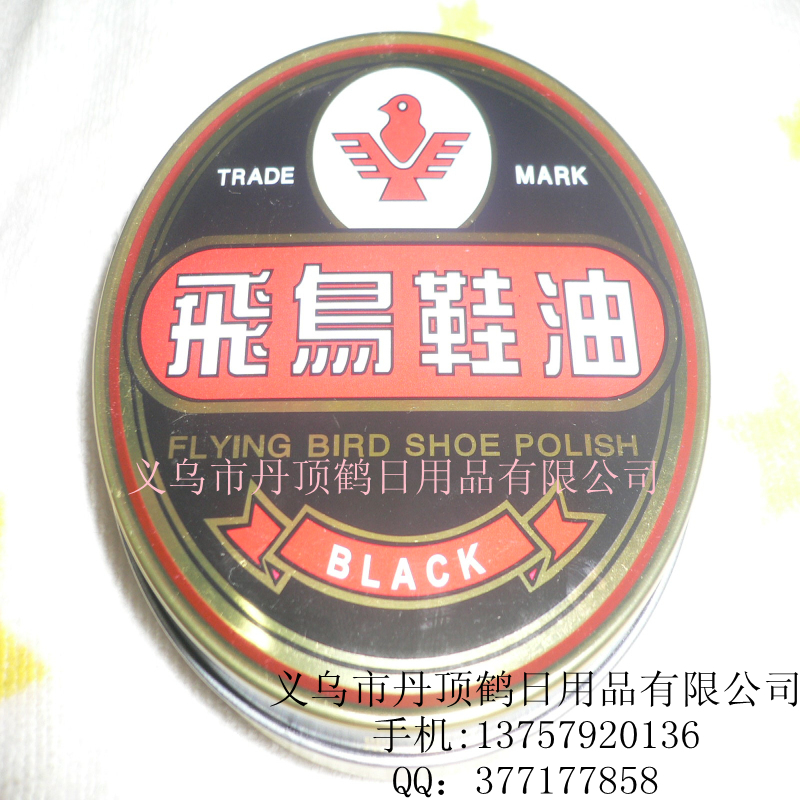 TRADE MARK
飛鳥鞋油
FLYING BIRD SHOE POLISH
义乌市丹顶鹤日用品有限公司
BLACK
义乌市丹顶鹤日用品有限公司
手机:13757920136
QQ：377177858